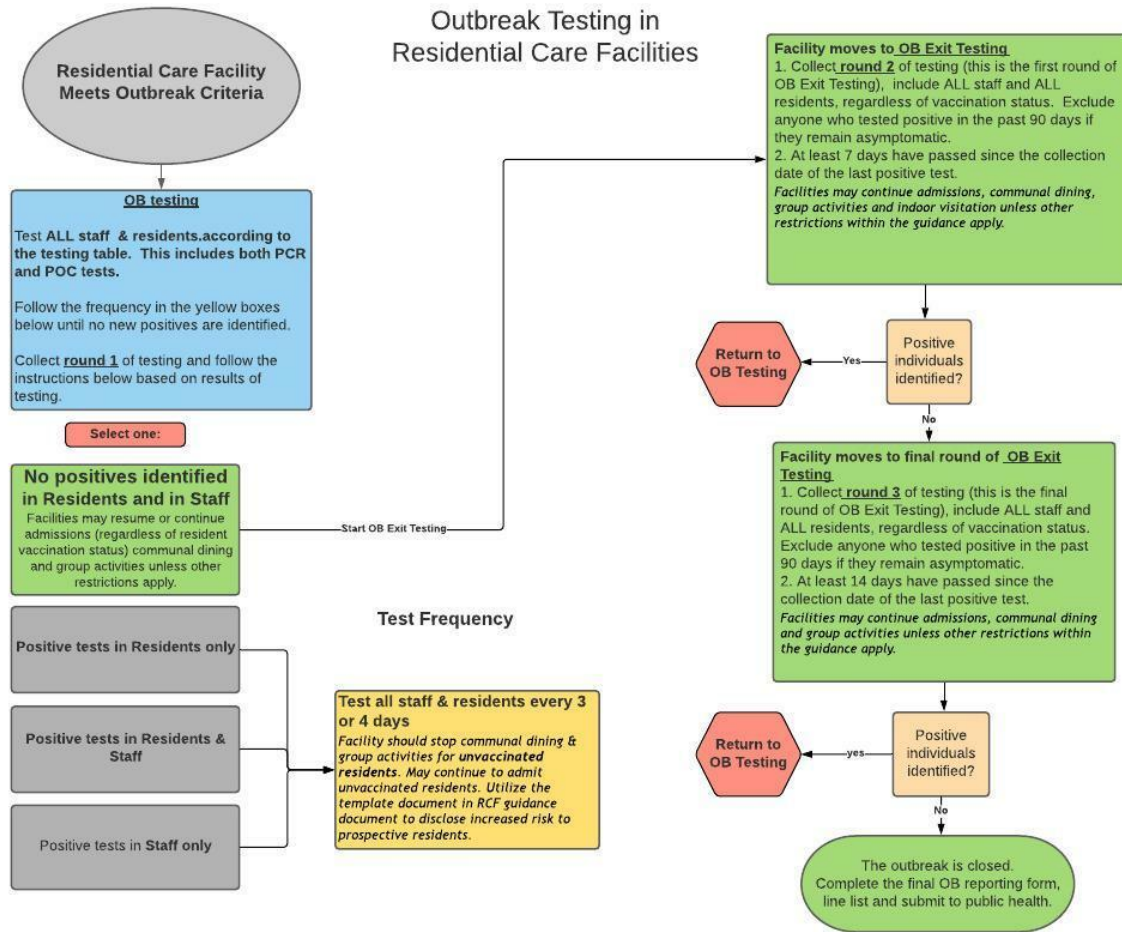 Outbreak Testing in
Residential Care Facilities
Residential Care Facility
Meets Outbreak Criteria
OB testing
Test ALL staff & residents.according to
the testing table. This includes both PCR
and POC tests.
Follow the frequency in the yellow boxes
below until no new positives are identified.
Collect round 1 of testing and follow the
instructions below based on results of
testing.
Select one:
No positives identified
in Residents and in Staff
Facilities may resume or continue
admissions (regardless of resident
vaccination status) communal dining
and group activities unless other
restrictions apply.
Start OB Exit Testing
Positive tests in Residents only
Positive tests in Residents &
Staff
Positive tests in Staff only
Test Frequency
Test all staff & residents every 3
or 4 days
Facility should stop communal dining &
group activities for unvaccinated
residents. May continue to admit
unvaccinated residents. Utilize the
template document in RCF guidance
document to disclose increased risk to
prospective residents.
Facility moves to OB Exit Testing
1. Collect round 2 of testing (this is the first round of
OB Exit Testing), include ALL staff and ALL
residents, regardless of vaccination status. Exclude
anyone who tested positive in the past 90 days if
they remain asymptomatic.
2. At least 7 days have passed since the collection
date of the last positive test.
Facilities may continue admissions, communal dining,
group activities and indoor visitation unless other
restrictions within the guidance apply.
Positive
individuals
identified?
Yes
Return to
OB Testing
No
Facility moves to final round of OB Exit
Testing
1. Collect round 3 of testing (this is the final
round of OB Exit Testing), include ALL staff and
ALL residents, regardless of vaccination status.
Exclude anyone who tested positive in the past
90 days if they remain asymptomatic.
2. At least 14 days have passed since the
collection date of the last positive test.
Facilities may continue admissions, communal dining
and group activities unless other restrictions within
the guidance apply.
Positive
individuals
identified?
yes
Return to
OB Testing
No
The outbreak is closed.
Complete the final OB reporting form,
line list and submit to public health.